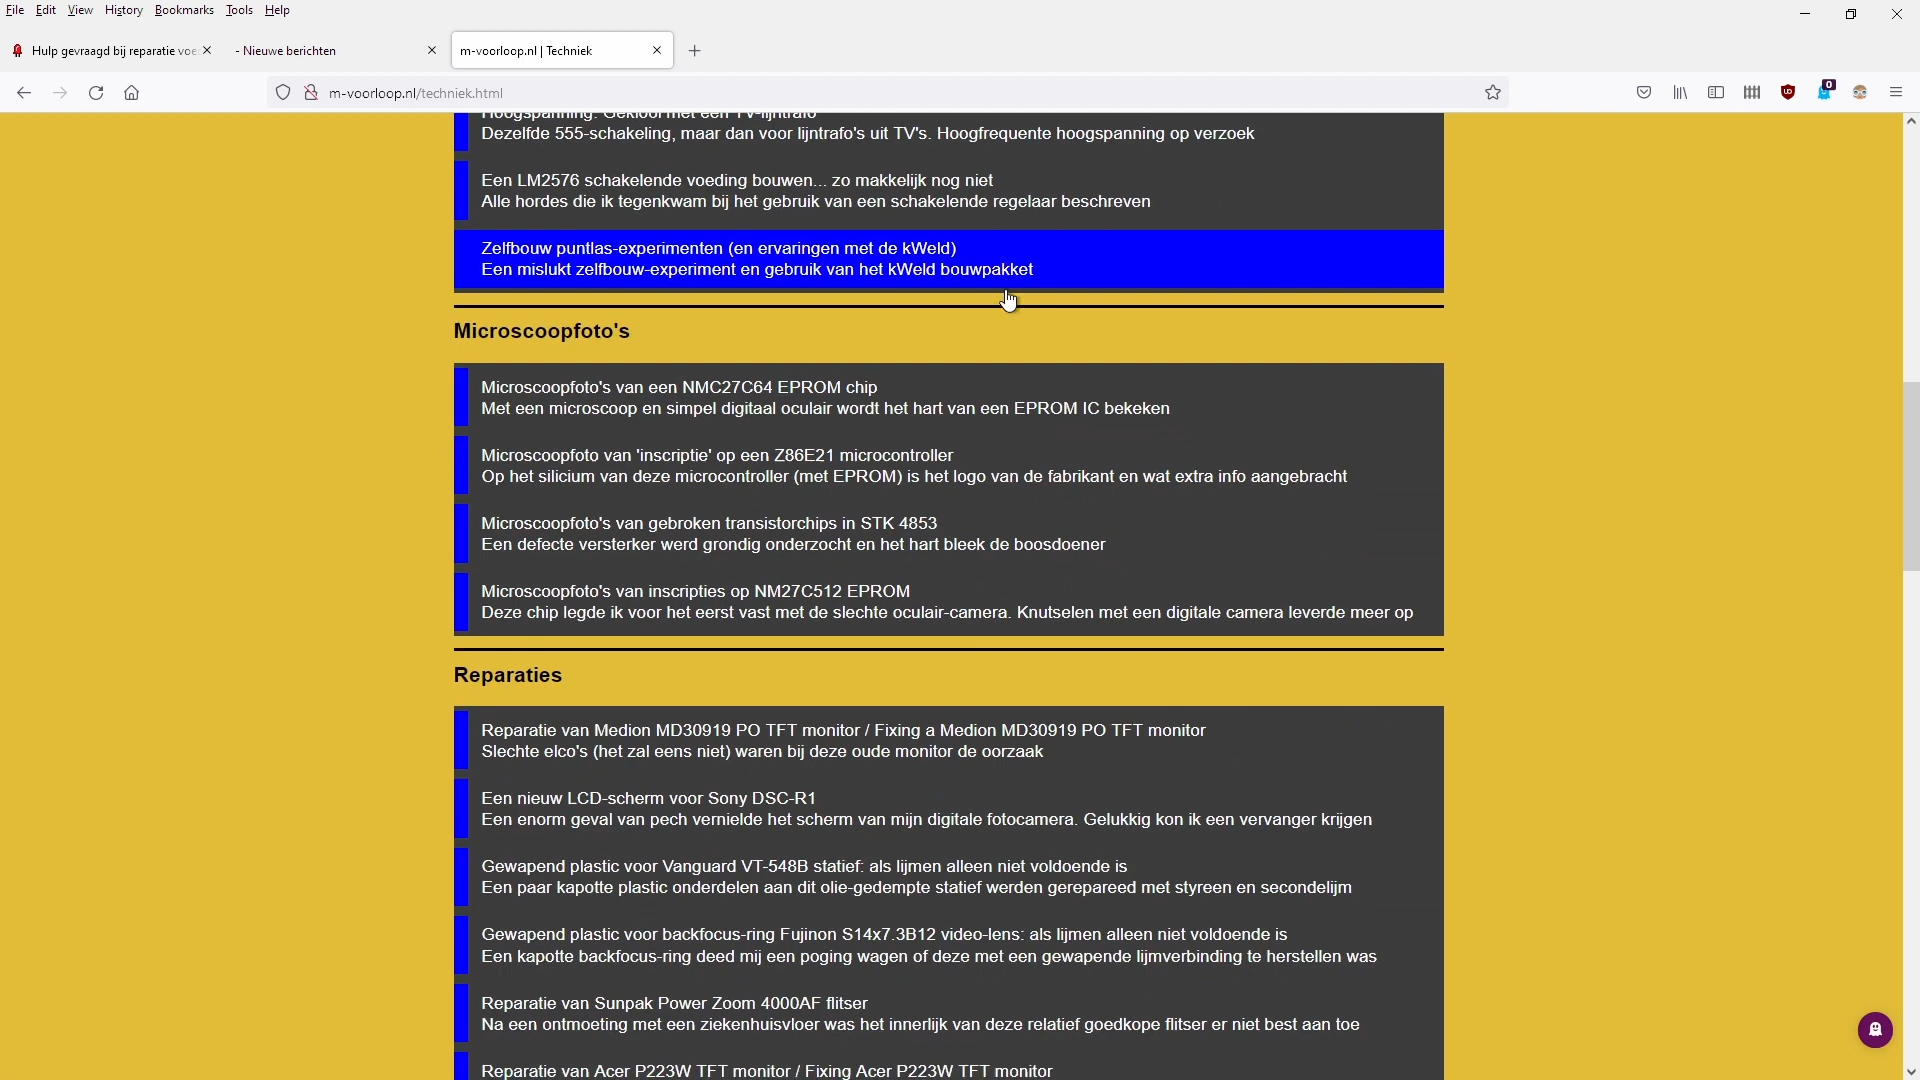 File Edit View History Bookmarks Tools Help
Hulp gevraagd bij reparatie voe
- Nieuwe berichten
m-voorloop.nl | Techniek
m-voorloop.nl/techniek.html
0
Hoogspanning: Geklooi met een TV-lijntrafo
Dezelfde 555-schakeling, maar dan voor lijntrafo's uit TV's. Hoogfrequente hoogspanning op verzoek
Een LM2576 schakelende voeding bouwen... zo makkelijk nog niet
Alle hordes die ik tegenkwam bij het gebruik van een schakelende regelaar beschreven
Zelfbouw puntlas-experimenten (en ervaringen met de kWeld)
Een mislukt zelfbouw-experiment en gebruik van het kWeld bouwpakket
Microscoopfoto's
Microscoopfoto's van een NMC27C64 EPROM chip
Met een microscoop en simpel digitaal oculair wordt het hart van een EPROM IC bekeken
Microscoopfoto van 'inscriptie' op een Z86E21 microcontroller
Op het silicium van deze microcontroller (met EPROM) is het logo van de fabrikant en wat extra info aangebracht
Microscoopfoto's van gebroken transistorchips in STK 4853
Een defecte versterker werd grondig onderzocht en het hart bleek de boosdoener
Microscoopfoto's van inscripties op NM27C512 EPROM
Deze chip legde ik voor het eerst vast met de slechte oculair-camera. Knutselen met een digitale camera leverde meer op
Reparaties
Reparatie van Medion MD30919 PO TFT monitor / Fixing a Medion MD30919 PO TFT monitor
Slechte elco's (het zal eens niet) waren bij deze oude monitor de oorzaak
Een nieuw LCD-scherm voor Sony DSC-R1
Een enorm geval van pech vernielde het scherm van mijn digitale fotocamera. Gelukkig kon ik een vervanger krijgen
Gewapend plastic voor Vanguard VT-548B statief: als lijmen alleen niet voldoende is
Een paar kapotte plastic onderdelen aan dit olie-gedempte statief werden gerepareerd met styreen en secondelijm
Gewapend plastic voor backfocus-ring Fujinon S14x7.3B12 video-lens: als lijmen alleen niet voldoende is
Een kapotte backfocus-ring deed mij een poging wagen of deze met een gewapende lijmverbinding te herstellen was
Reparatie van Sunpak Power Zoom 4000AF flitser
Na een ontmoeting met een ziekenhuisvloer was het innerlijk van deze relatief goedkope flitser er niet best aan toe
Reparatie van Acer P223W TFT monitor / Fixing Acer P223W TFT monitor